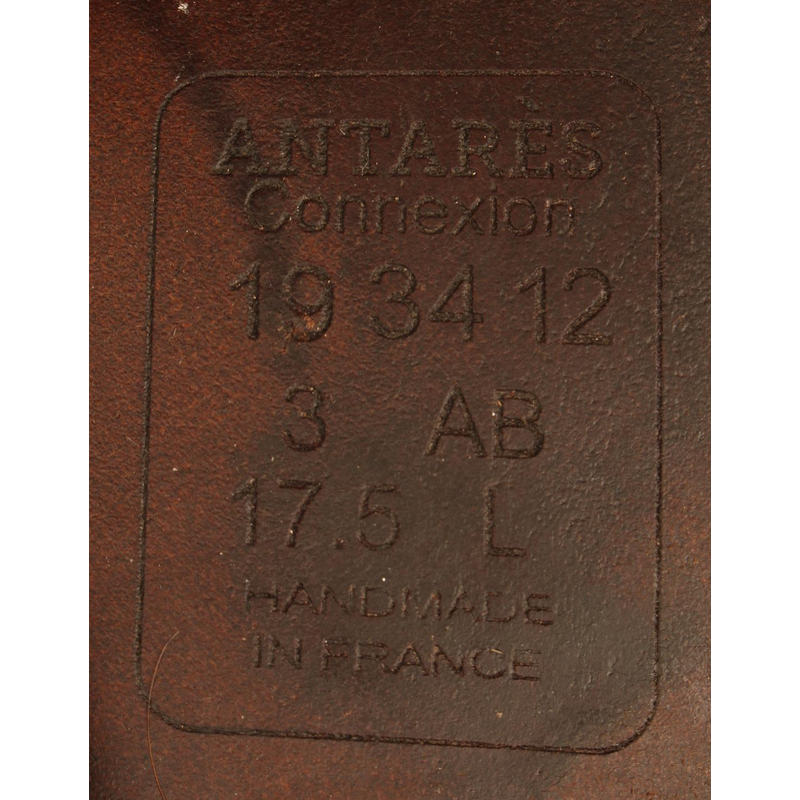 ANTARÈS
Connexion
19 34 12
3 AB
17.5 L
HANDMADE
IN FRANCE